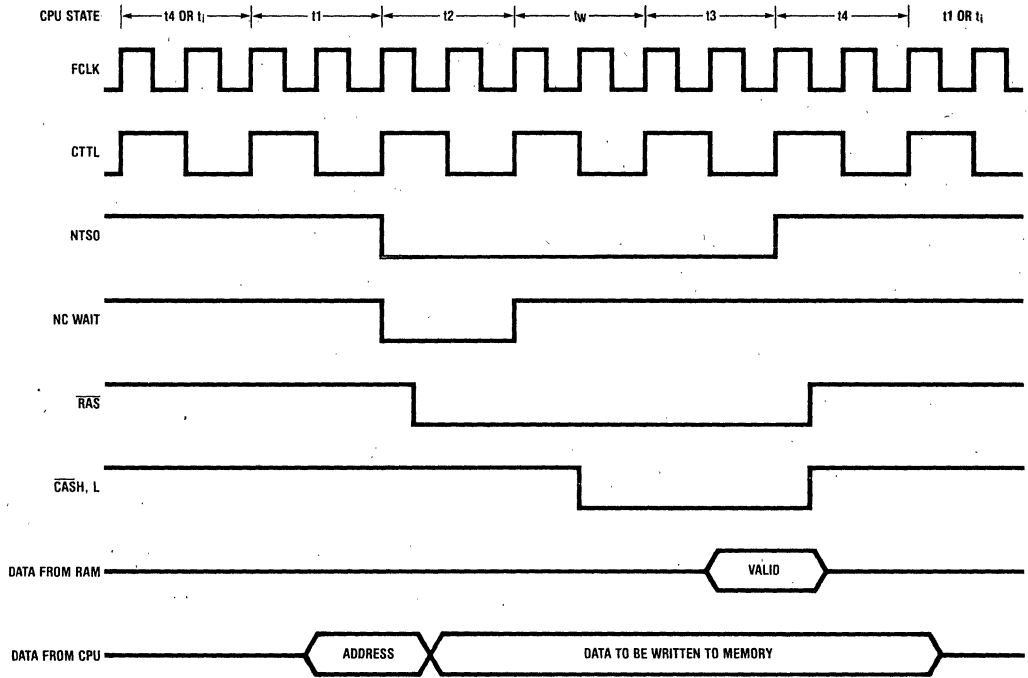 CPU STATE t4 OR ti t1 t2 tW t3 t4 t1 OR ti
FCLK
CTTL
NTSO
NC WAIT
RAS
CASH, L
DATA FROM RAM VALID
DATA FROM CPU ADDRESS DATA TO BE WRITTEN TO MEMORY